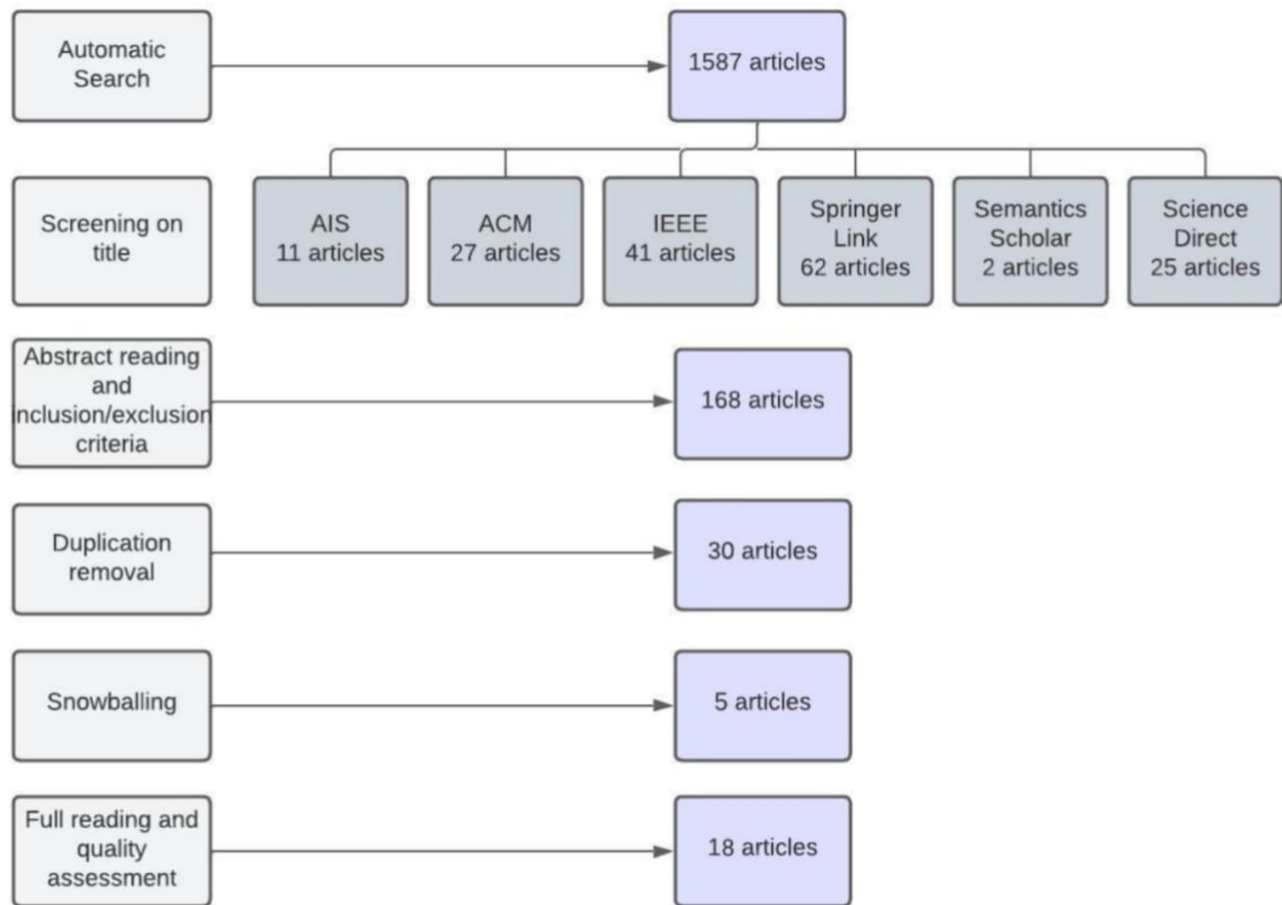 Automatic
Search
1587 articles
Screening on
title
AIS
11 articles
ACM
27 articles
IEEE
41 articles
Springer
Link
62 articles
Semantics
Scholar
2 articles
Science
Direct
25 articles
Abstract reading
and
inclusion/exclusion
criteria
168 articles
Duplication
removal
30 articles
Snowballing
5 articles
Full reading and
quality
assessment
18 articles